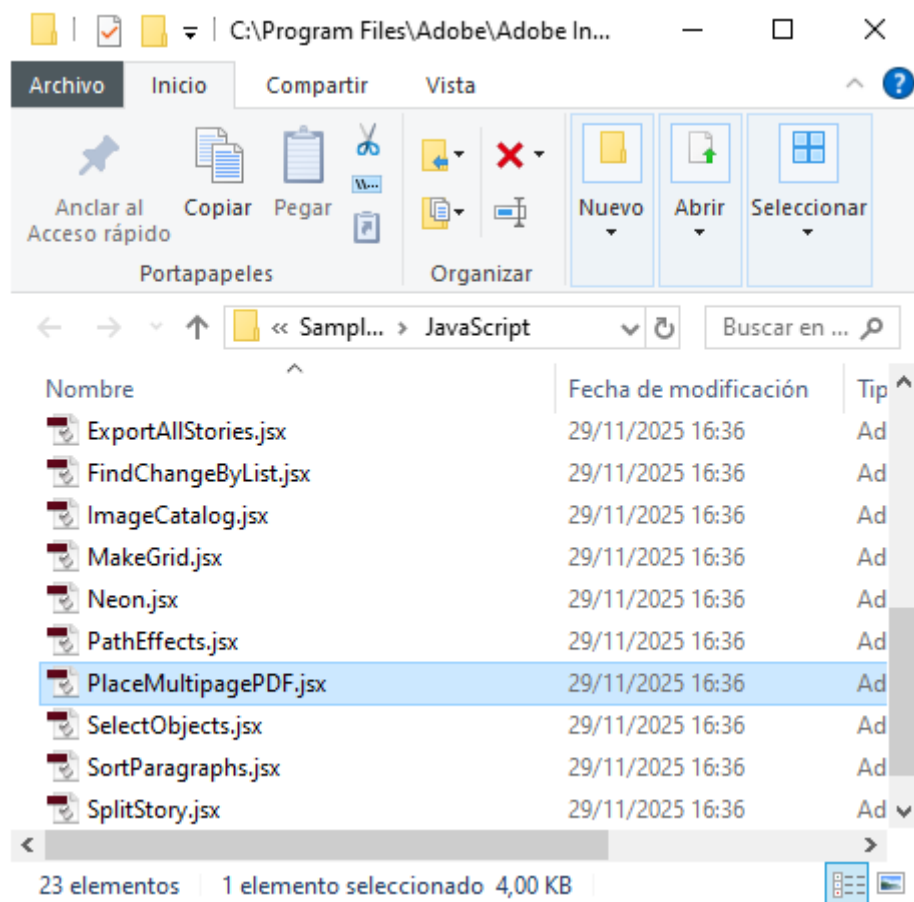 C:\Program Files\Adobe\Adobe In...
Archivo Inicio Compartir Vista
Anclar al Acceso rápido
Copiar
Pegar
Nuevo
Abrir
Seleccionar
Portapapeles
Organizar
« Sampl... › JavaScript
Buscar en ...
Nombre Fecha de modificación Tip
ExportAllStories.jsx 29/11/2025 16:36 Ad
FindChangeByList.jsx 29/11/2025 16:36 Ad
ImageCatalog.jsx 29/11/2025 16:36 Ad
MakeGrid.jsx 29/11/2025 16:36 Ad
Neon.jsx 29/11/2025 16:36 Ad
PathEffects.jsx 29/11/2025 16:36 Ad
PlaceMultipagePDF.jsx 29/11/2025 16:36 Ad
SelectObjects.jsx 29/11/2025 16:36 Ad
SortParagraphs.jsx 29/11/2025 16:36 Ad
SplitStory.jsx 29/11/2025 16:36 Ad
23 elementos 1 elemento seleccionado 4,00 KB